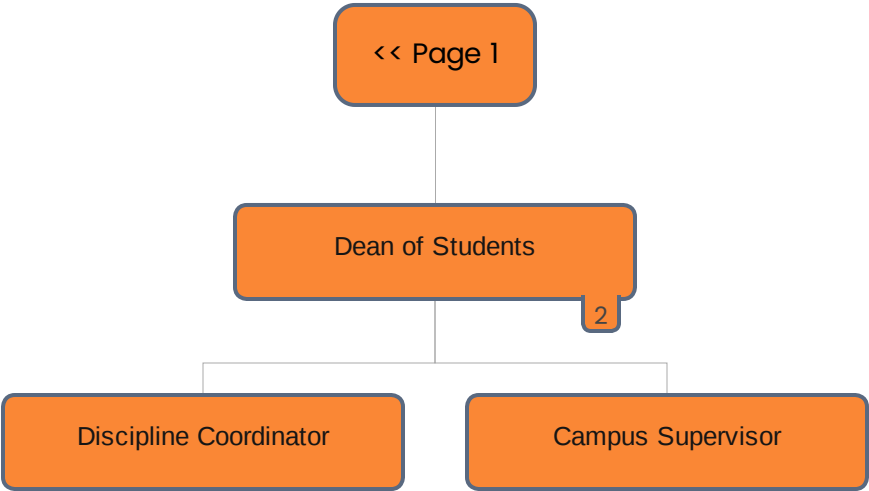 << Page 1
Dean of Students
2
Discipline Coordinator
Campus Supervisor